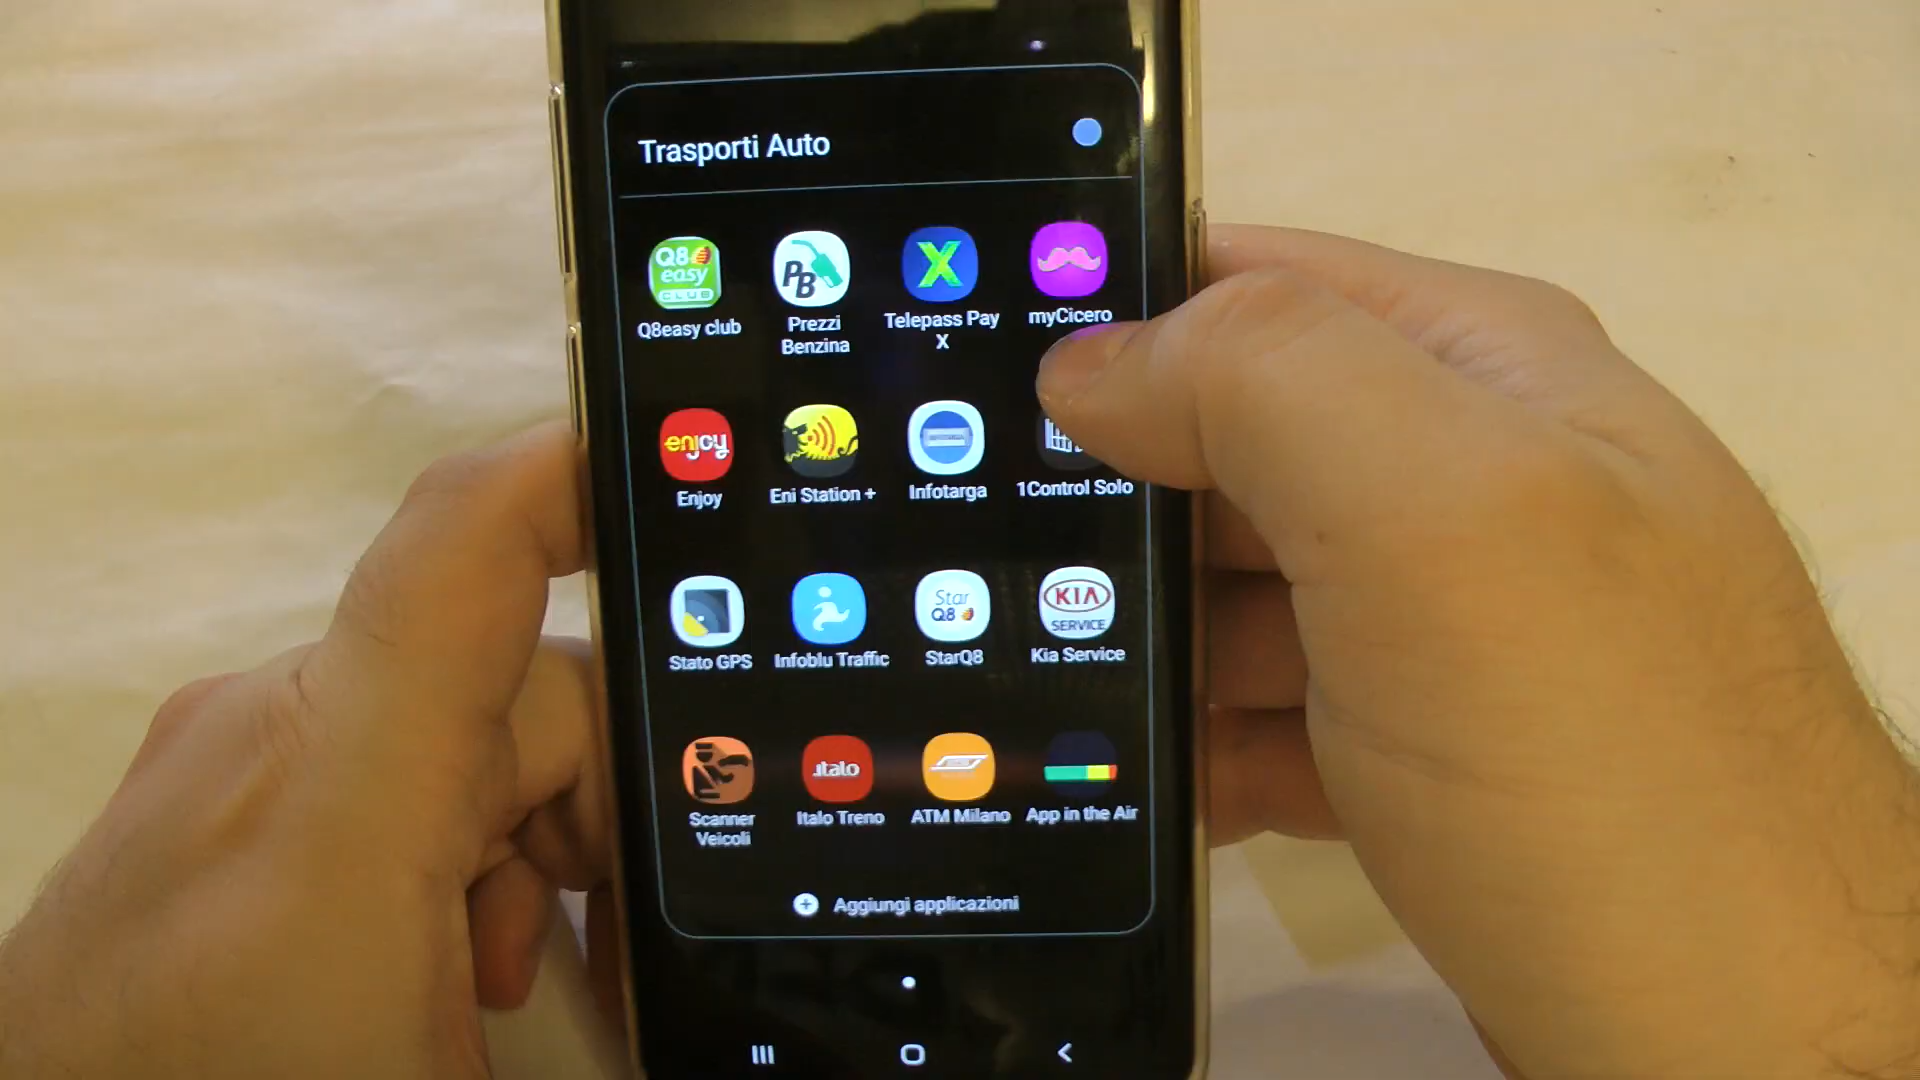 Trasporti Auto
Q8
easy
CLUB
PB
X
Q8easy club
Prezzi
Benzina
Telepass Pay
X
myCicero
enjoy
Enjoy
Eni Station +
Infotarga
1Control Solo
Star
Q8
KIA
SERVICE
Stato GPS
Infoblu Traffic
StarQ8
Kia Service
.italo
Scanner
Veicoli
Italo Treno
ATM Milano
App in the Air
Aggiungi applicazioni